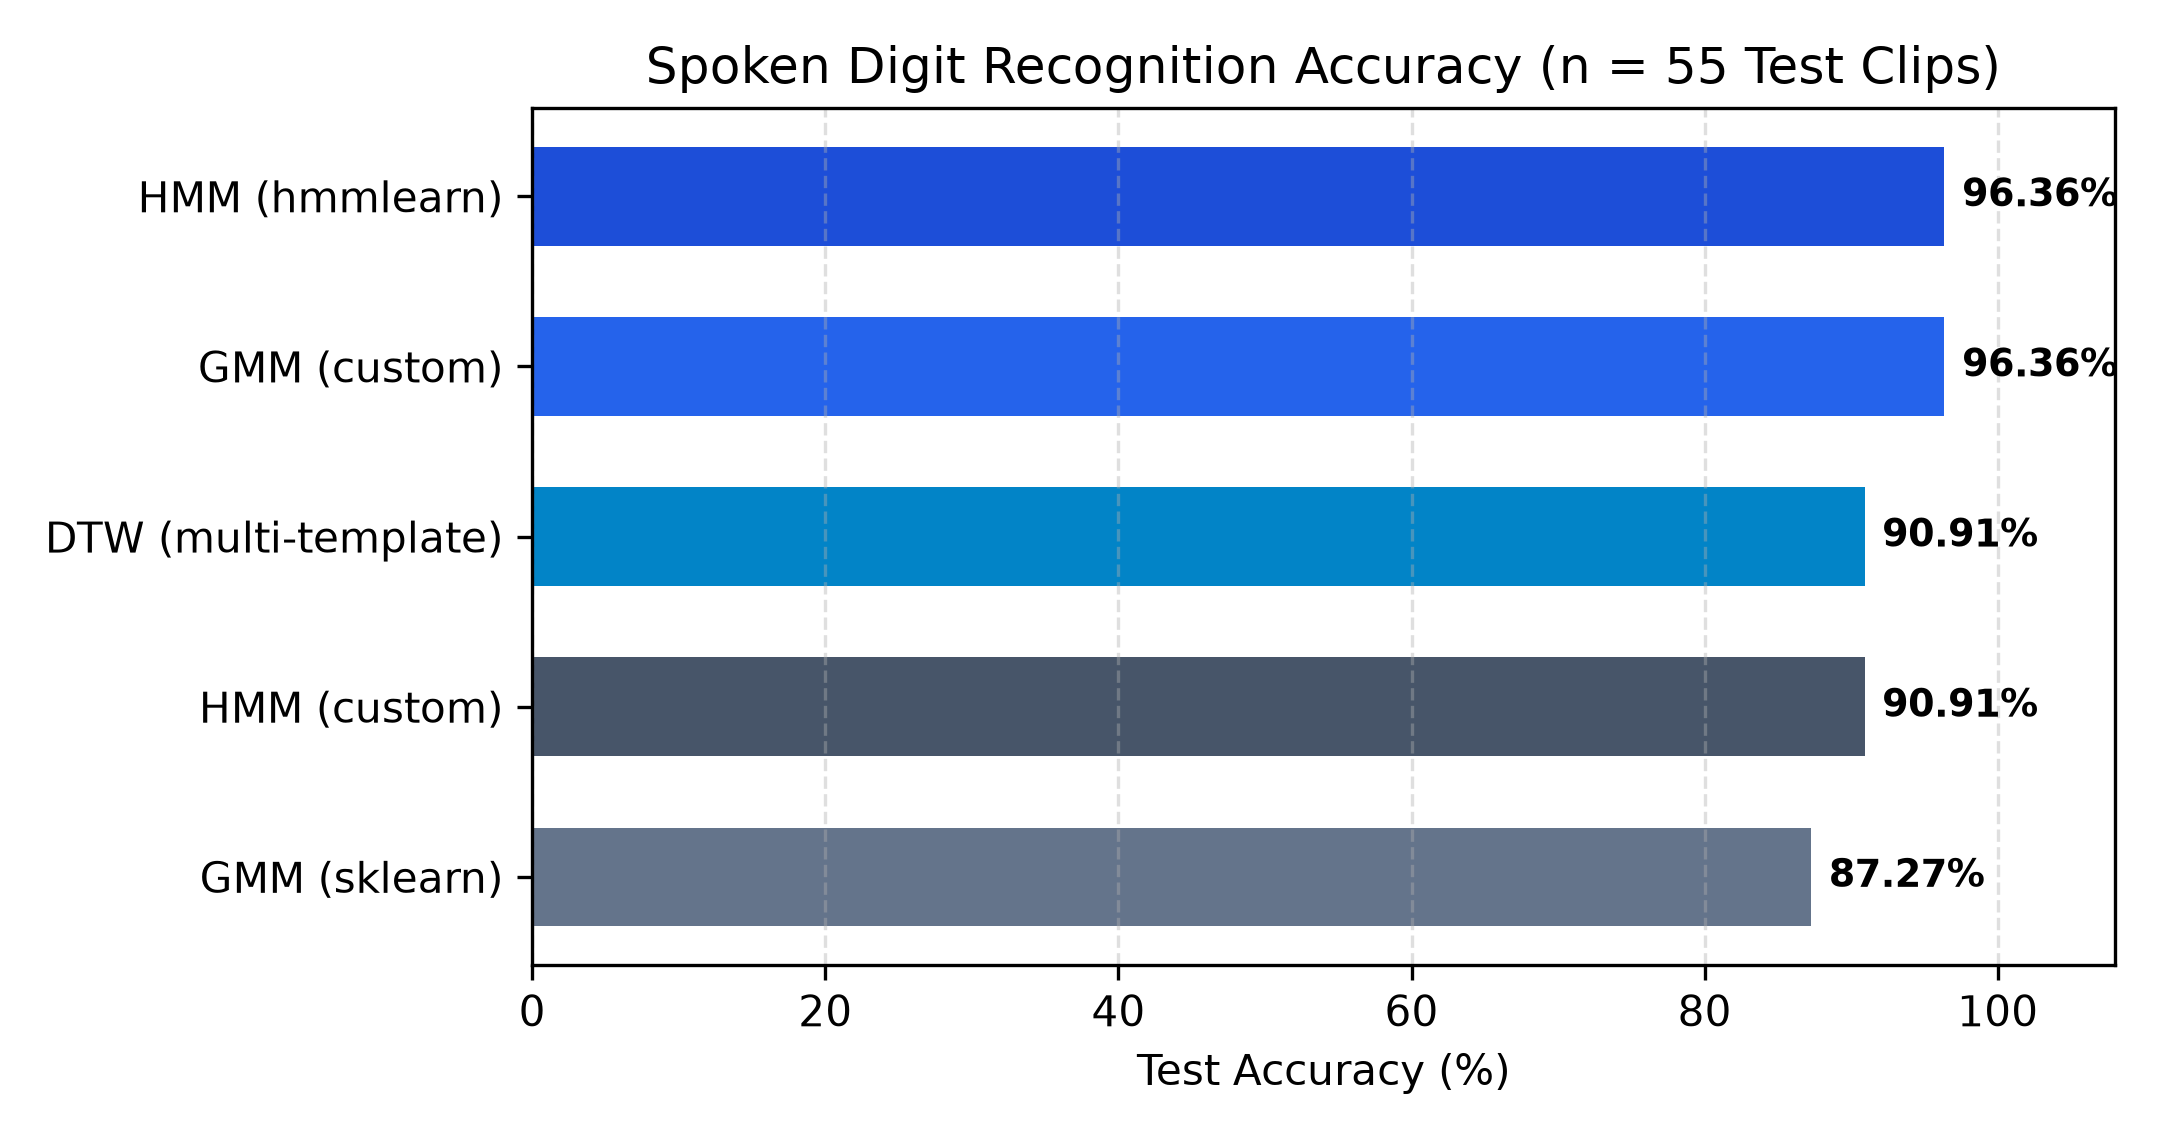 Spoken Digit Recognition Accuracy (n = 55 Test Clips)
HMM (hmmlearn) 96.36%
GMM (custom) 96.36%
DTW (multi-template) 90.91%
HMM (custom) 90.91%
GMM (sklearn) 87.27%
0 20 40 60 80 100
Test Accuracy (%)